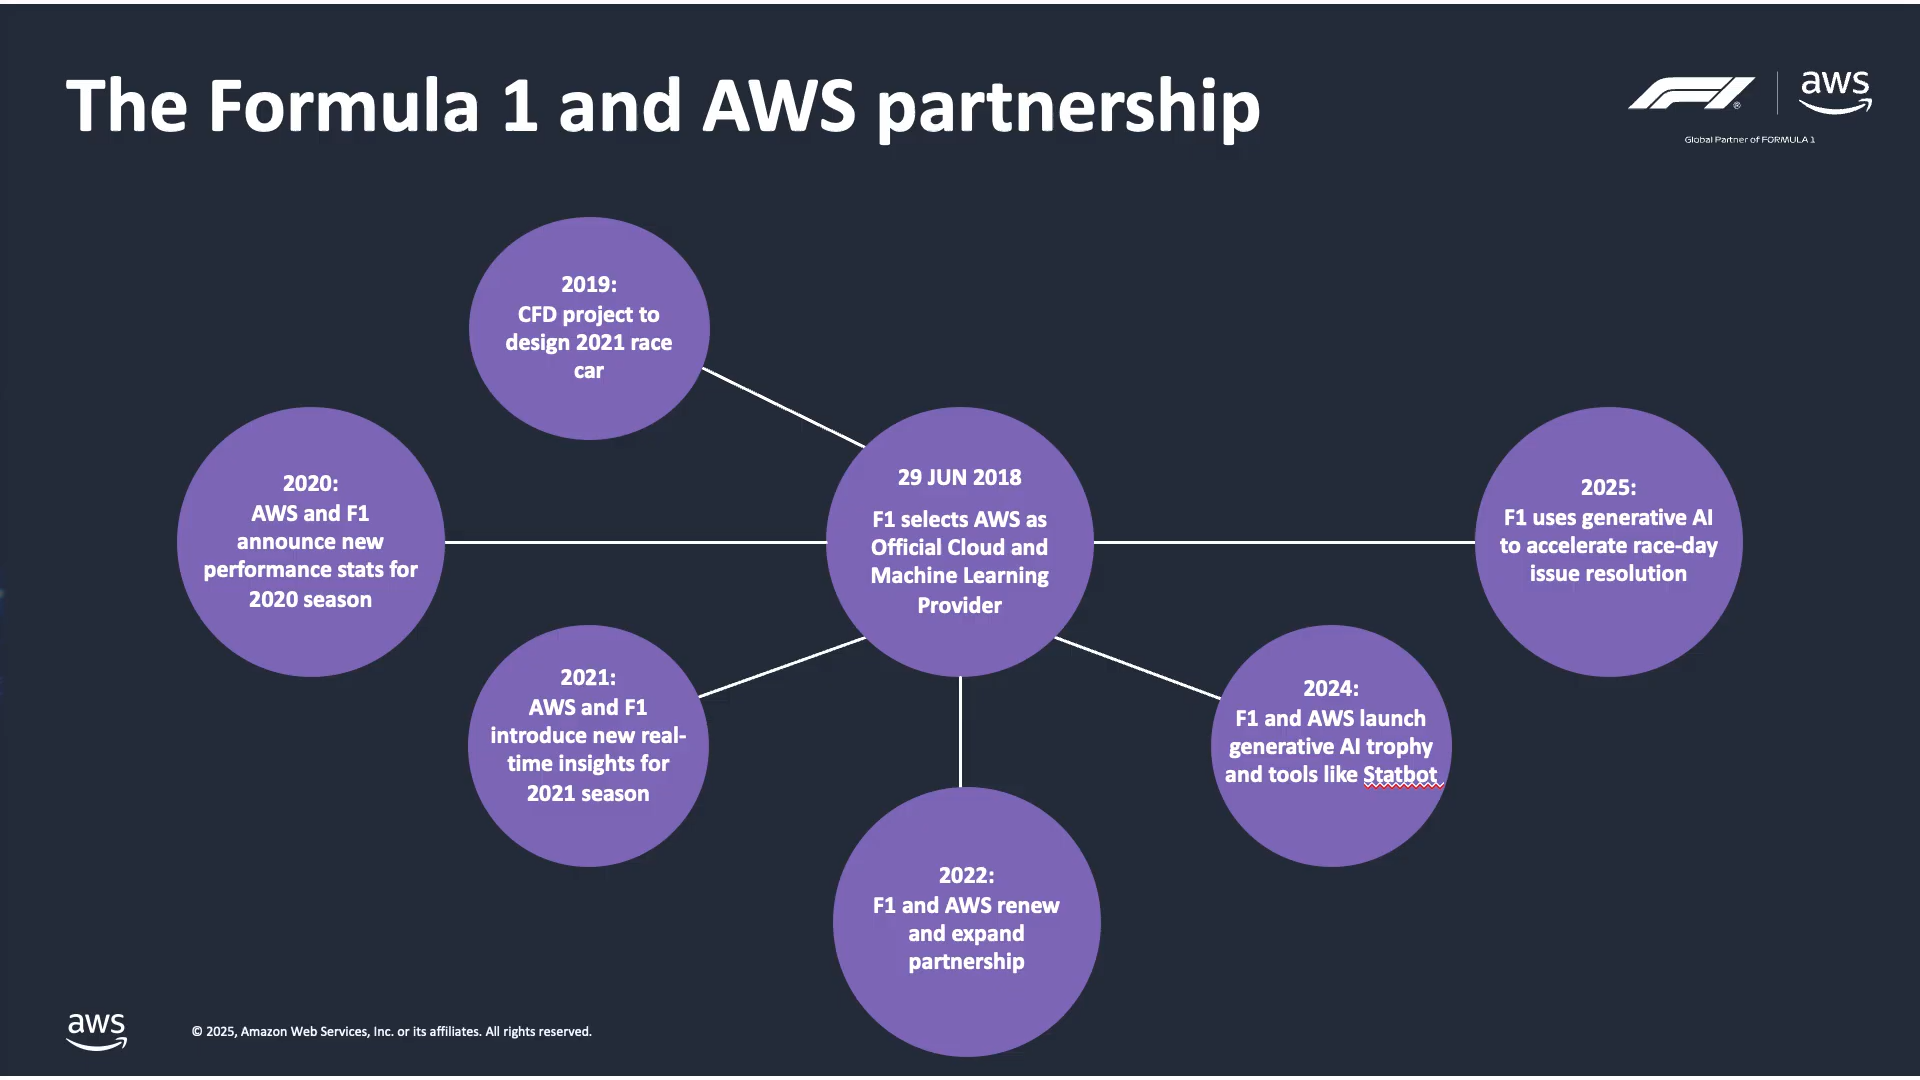 The Formula 1 and AWS partnership
aws
Global Partner of FORMULA 1
2019:
CFD project to
design 2021 race
car
2020:
AWS and F1
announce new
performance stats for
2020 season
29 JUN 2018
F1 selects AWS as
Official Cloud and
Machine Learning
Provider
2025:
F1 uses generative AI
to accelerate race-day
issue resolution
2021:
AWS and F1
introduce new real-
time insights for
2021 season
2024:
F1 and AWS launch
generative AI trophy
and tools like Statbot
2022:
F1 and AWS renew
and expand
partnership
aws
© 2025, Amazon Web Services, Inc. or its affiliates. All rights reserved.